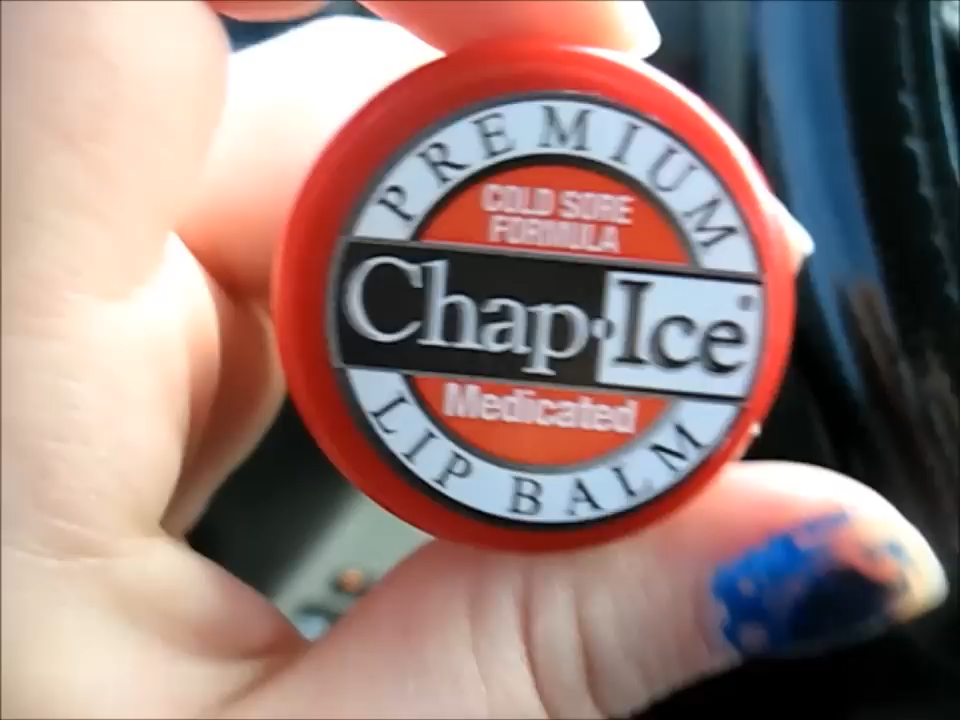 PREMIUM
COLD SORE
FORMULA
Chap·Ice
Medicated
LIP BALM